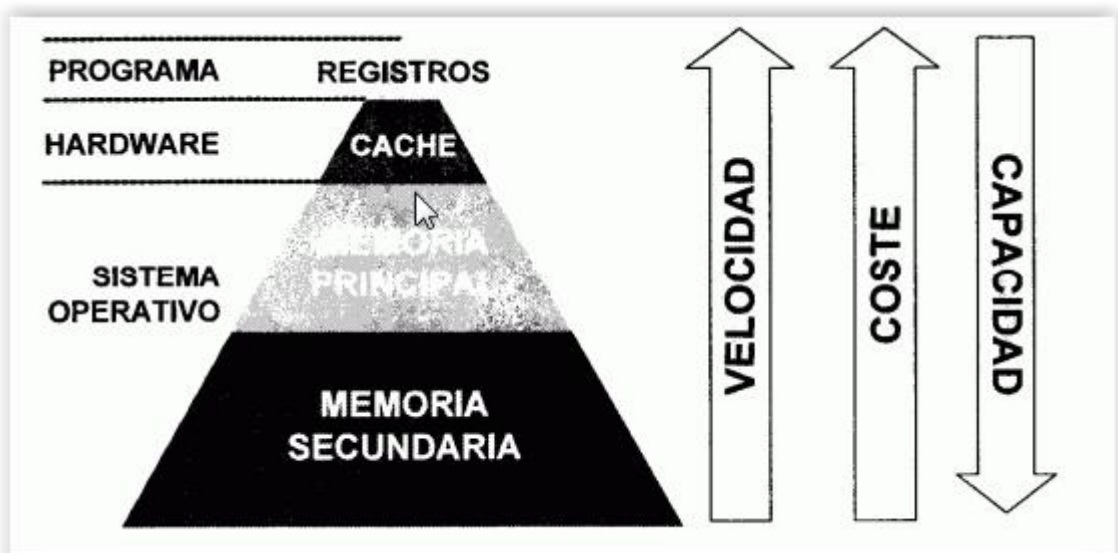 PROGRAMA
REGISTROS
HARDWARE
CACHE
SISTEMA
OPERATIVO
MEMORIA
PRINCIPAL
MEMORIA
SECUNDARIA
VELOCIDAD
COSTE
CAPACIDAD